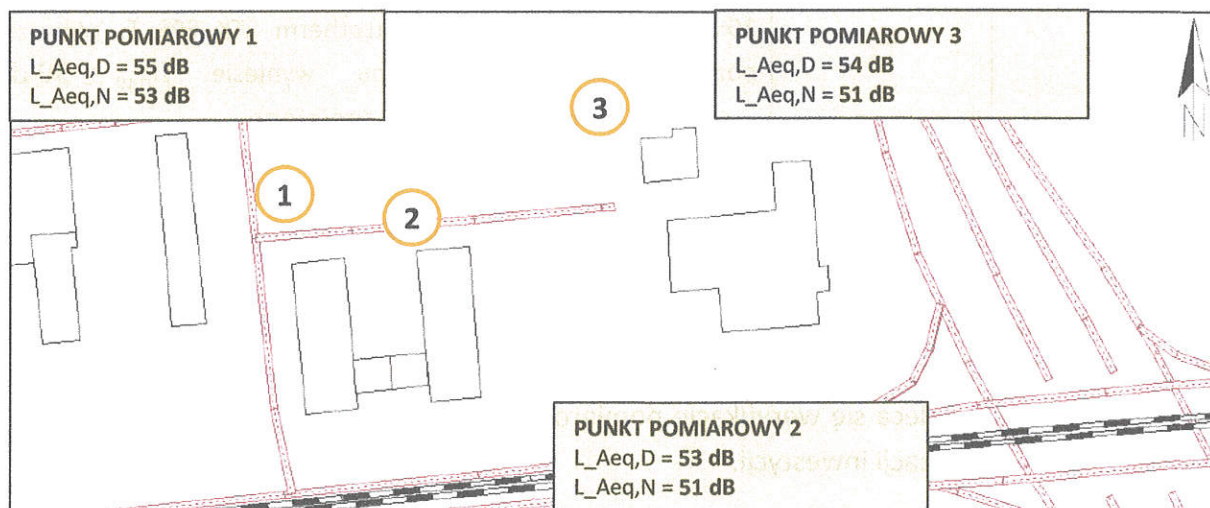 PUNKT POMIAROWY 1
L_Aeq,D = 55 dB
L_Aeq,N = 53 dB
PUNKT POMIAROWY 3
L_Aeq,D = 54 dB
L_Aeq,N = 51 dB
N
3
1
2
PUNKT POMIAROWY 2
L_Aeq,D = 53 dB
L_Aeq,N = 51 dB